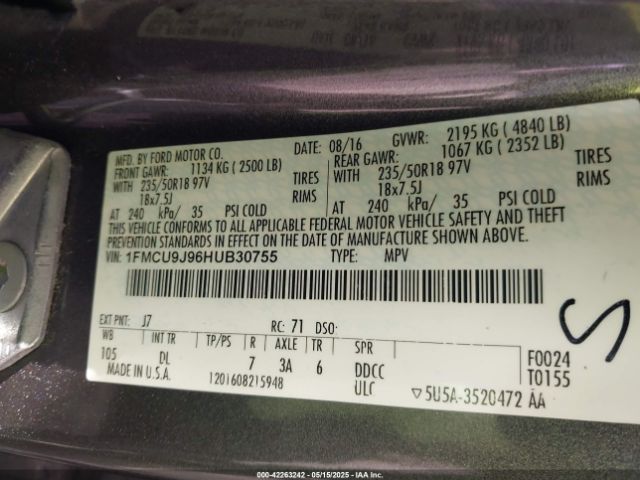 MFD. BY FORD MOTOR CO.
DATE: 08/16 GVWR: 2195 KG ( 4840 LB)
FRONT GAWR: 1134 KG ( 2500 LB)
REAR GAWR: 1067 KG ( 2352 LB)
WITH 235/50R18 97V TIRES
WITH 235/50R18 97V TIRES
18x7.5J RIMS
18x7.5J RIMS
AT 240 kPa/ 35 PSI COLD
AT 240 kPa/ 35 PSI COLD
THIS VEHICLE CONFORMS TO ALL APPLICABLE FEDERAL MOTOR VEHICLE SAFETY AND THEFT
PREVENTION STANDARDS IN EFFECT ON THE DATE OF MANUFACTURE SHOWN ABOVE.
VIN: 1FMCU9J96HUB30755 TYPE: MPV
EXT PNT: J7 RC: 71 DSO:
WB INT TR TP/PS R AXLE TR SPR
105 DL 7 3A 6 DDCC F0024
MADE IN U.S.A. 1201608215948 ULC T0155
▽5U5A-3520472 AA
S
000-42263242 - 05/15/2025 - Copyright IAA, Inc.